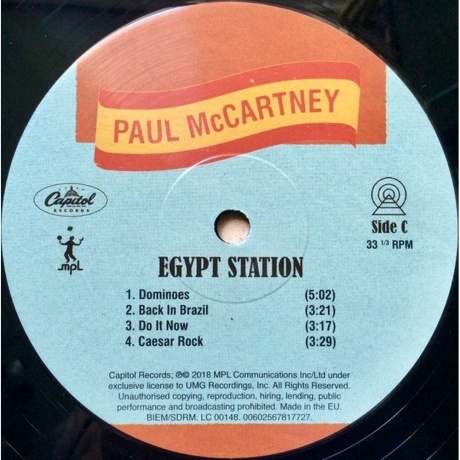 PAUL McCARTNEY
Capitol
RECORDS
mpL
Side C
33 1/3 RPM
EGYPT STATION
1. Dominoes (5:02)
2. Back In Brazil (3:21)
3. Do It Now (3:17)
4. Caesar Rock (3:29)
Capitol Records; ℗© 2018 MPL Communications Inc/Ltd under
exclusive license to UMG Recordings, Inc. All Rights Reserved.
Unauthorised copying, reproduction, hiring, lending, public
performance and broadcasting prohibited. Made in the EU.
BIEM/SDRM. LC 00148. 00602567817727.